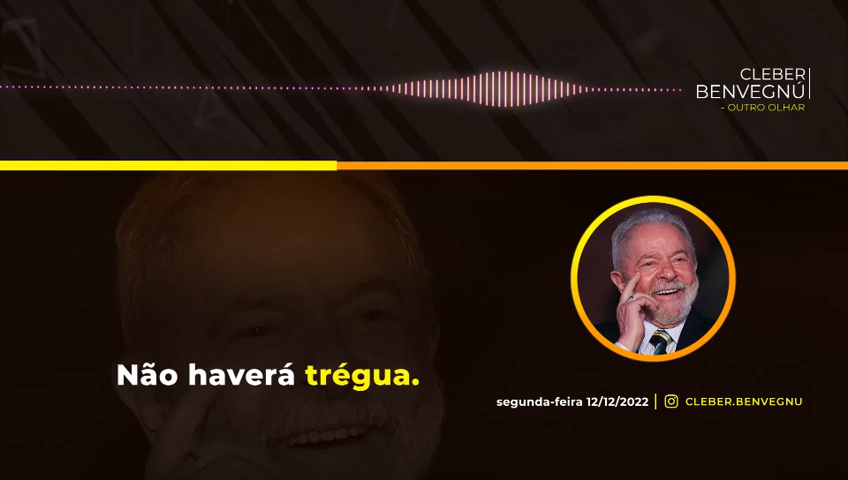 CLEBER
BENVEGNÚ
- OUTRO OLHAR
Não haverá trégua.
segunda-feira 12/12/2022 | CLEBER.BENVEGNU